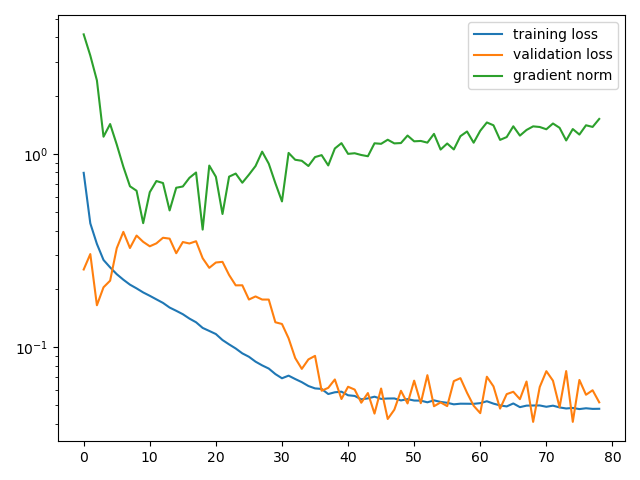 training loss
validation loss
gradient norm
10⁰
10⁻¹
0 10 20 30 40 50 60 70 80